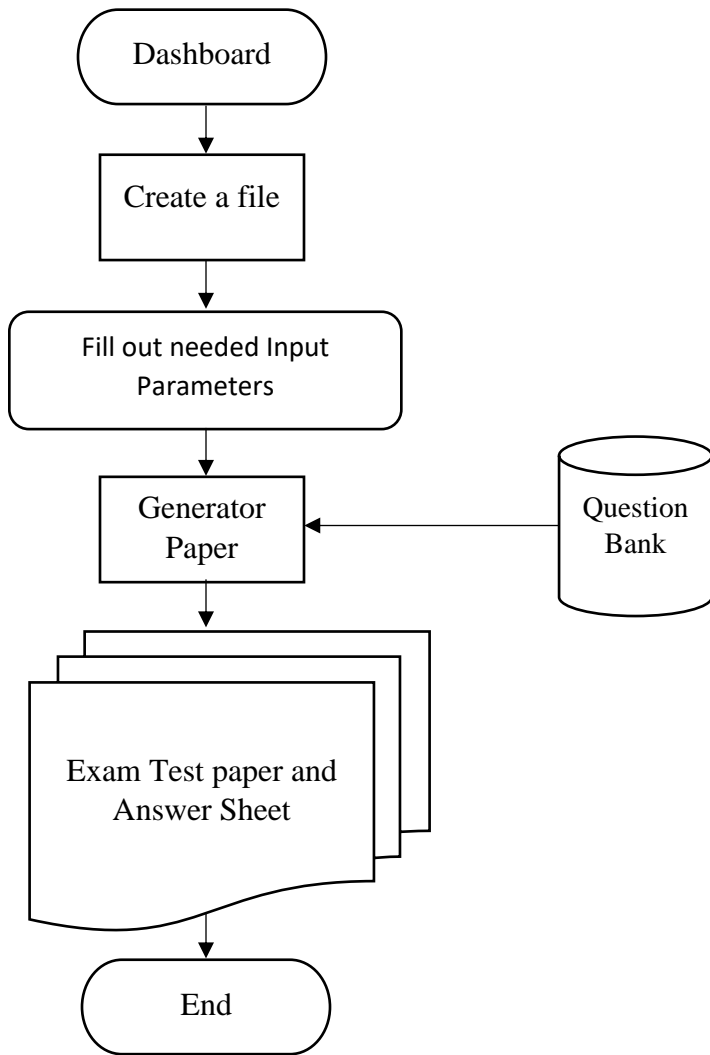 Dashboard
Create a file
Fill out needed Input
Parameters
Generator
Paper
Question
Bank
Exam Test paper and
Answer Sheet
End